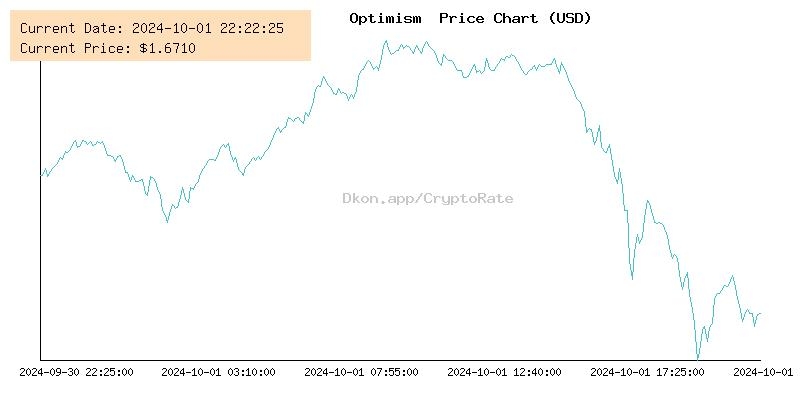 Optimism  Price Chart (USD)
Current Date: 2024-10-01 22:22:25
Current Price: $1.6710
Dkon.app/CryptoRate
2024-09-30 22:25:00 2024-10-01 03:10:00 2024-10-01 07:55:00 2024-10-01 12:40:00 2024-10-01 17:25:00 2024-10-01